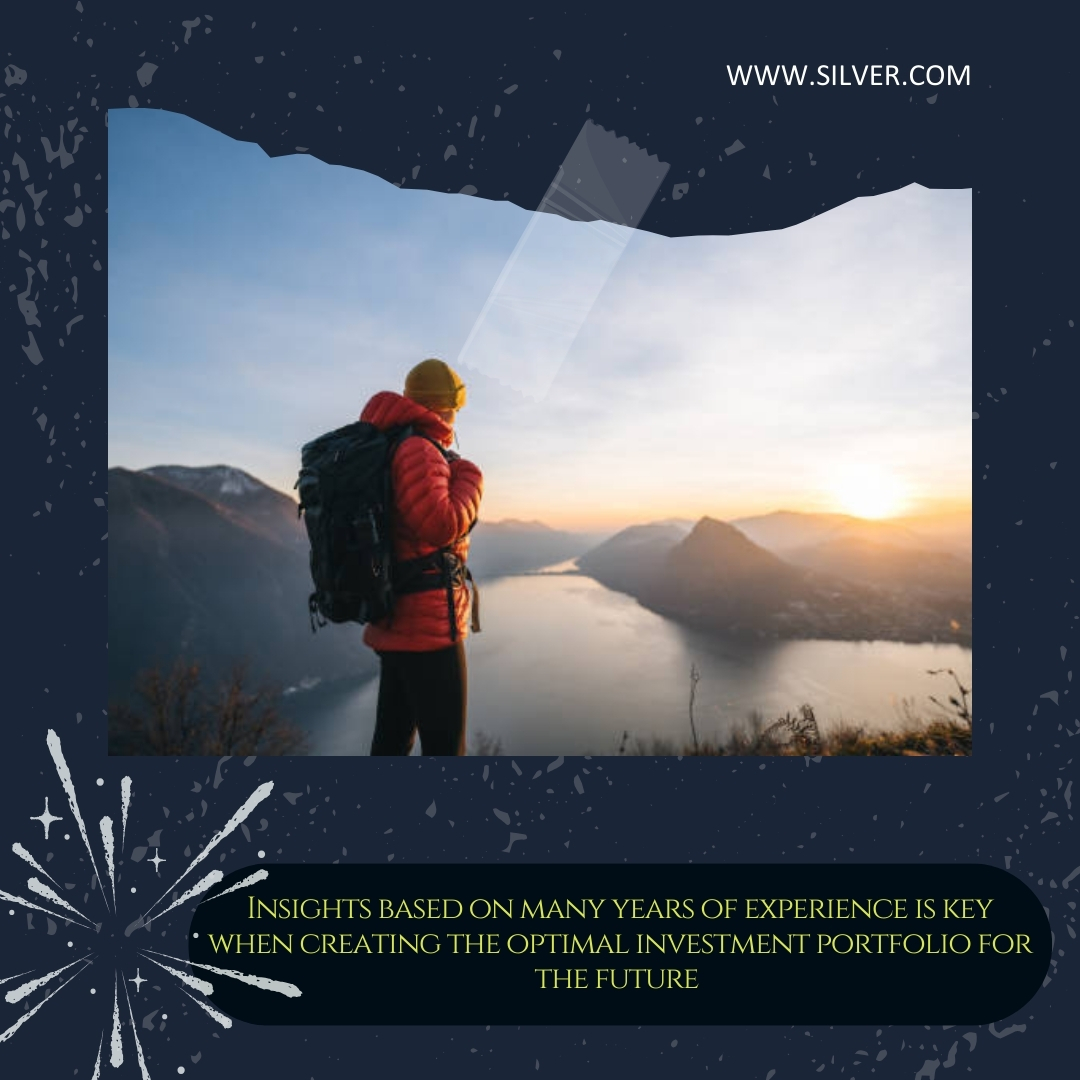 WWW.SILVER.COM
Insights based on many years of experience is key
when creating the optimal investment portfolio for
the future